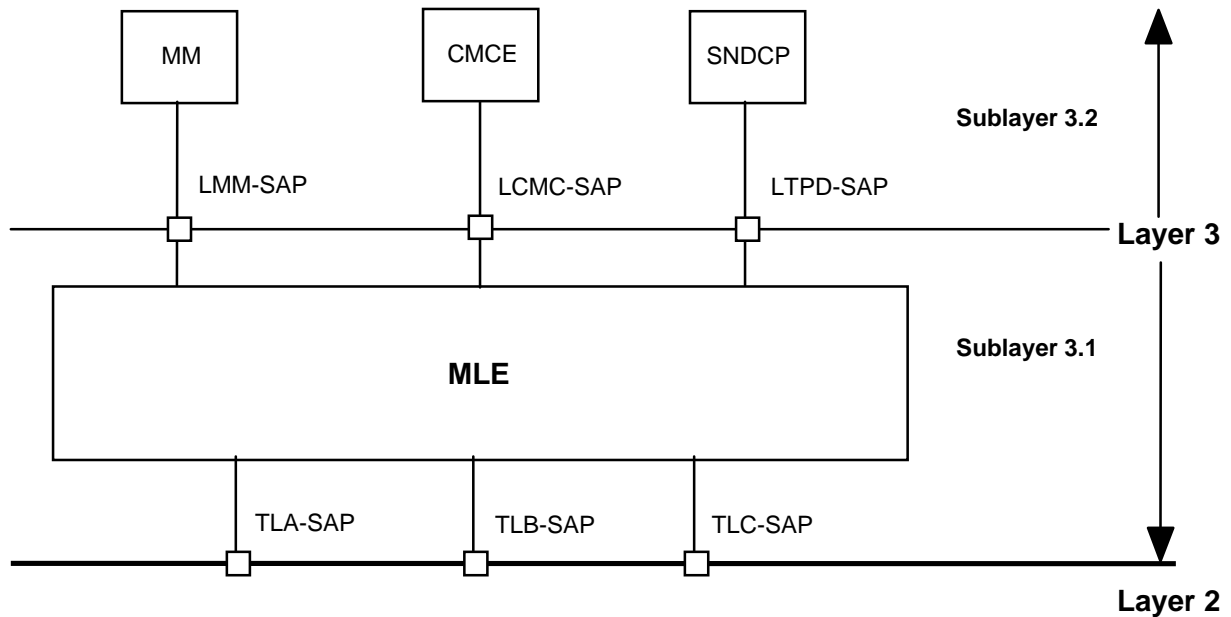 MM
CMCE
SNDCP
Sublayer 3.2
LMM-SAP
LCMC-SAP
LTPD-SAP
Layer 3
Sublayer 3.1
MLE
TLA-SAP
TLB-SAP
TLC-SAP
Layer 2